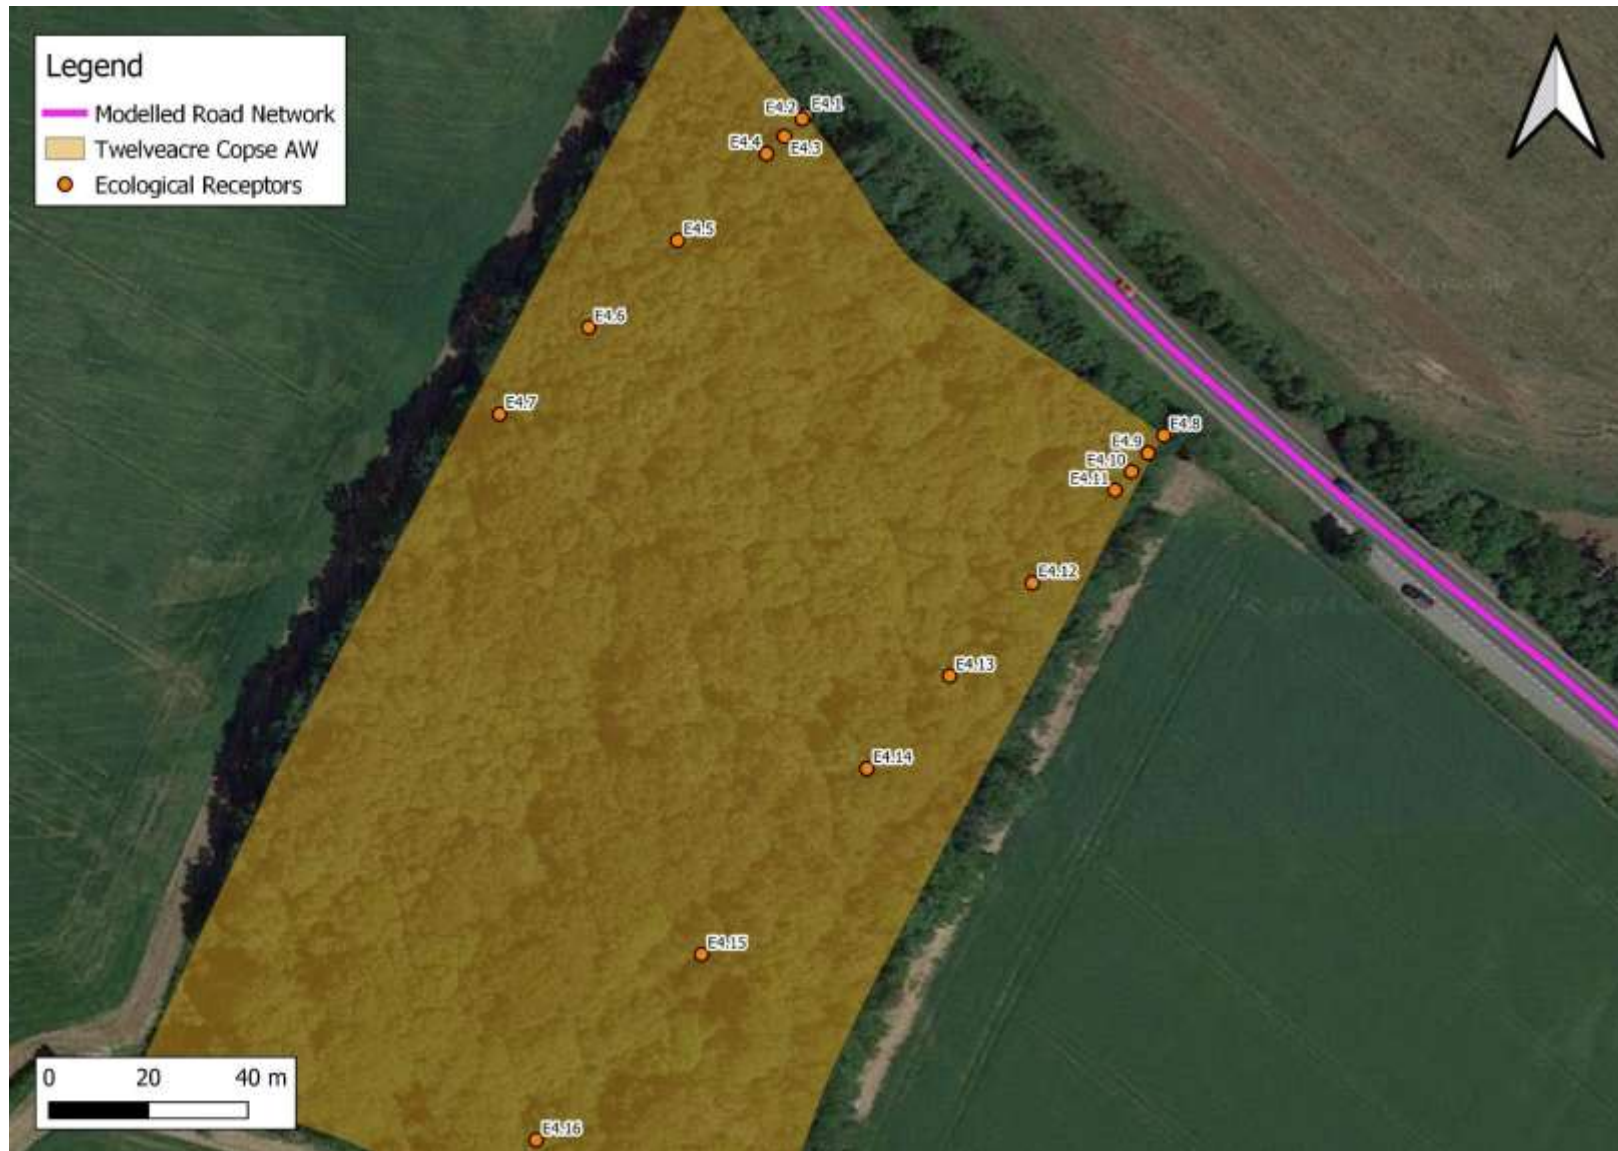 Legend
Modelled Road Network
Twelveacre Copse AW
Ecological Receptors
E4.2
E4.1
E4.4
E4.3
E4.5
E4.6
E4.7
E4.8
E4.9
E4.10
E4.11
E4.12
E4.13
E4.14
E4.15
E4.16
0 20 40 m